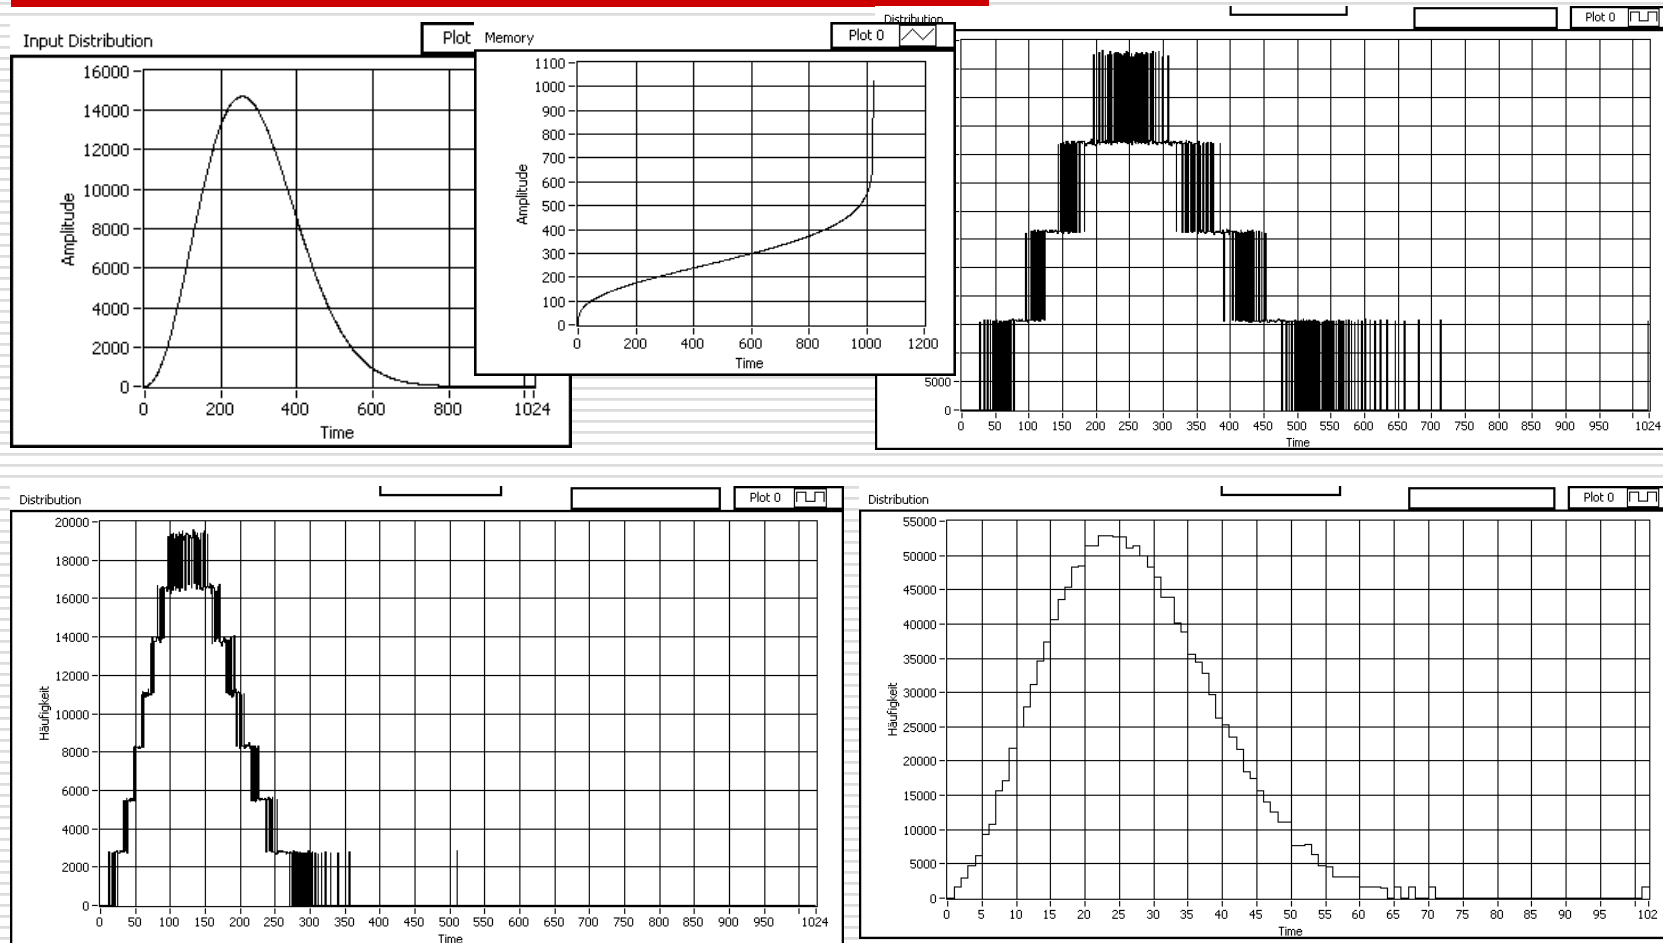 Input Distribution
Plot
Amplitude
16000
14000
12000
10000
8000
6000
4000
2000
0
0 200 400 600 800 1024
Time
Memory
Plot 0
Amplitude
1100
1000
900
800
700
600
500
400
300
200
100
0
0 200 400 600 800 1000 1200
Time
Distribution
Plot 0
5000
0
0 50 100 150 200 250 300 350 400 450 500 550 600 650 700 750 800 850 900 950 1024
Time
Distribution
Plot 0
Häufigkeit
20000
18000
16000
14000
12000
10000
8000
6000
4000
2000
0
0 50 100 150 200 250 300 350 400 450 500 550 600 650 700 750 800 850 900 950 1024
Time
Distribution
Plot 0
Häufigkeit
55000
50000
45000
40000
35000
30000
25000
20000
15000
10000
5000
0
0 5 10 15 20 25 30 35 40 45 50 55 60 65 70 75 80 85 90 95 102
Time